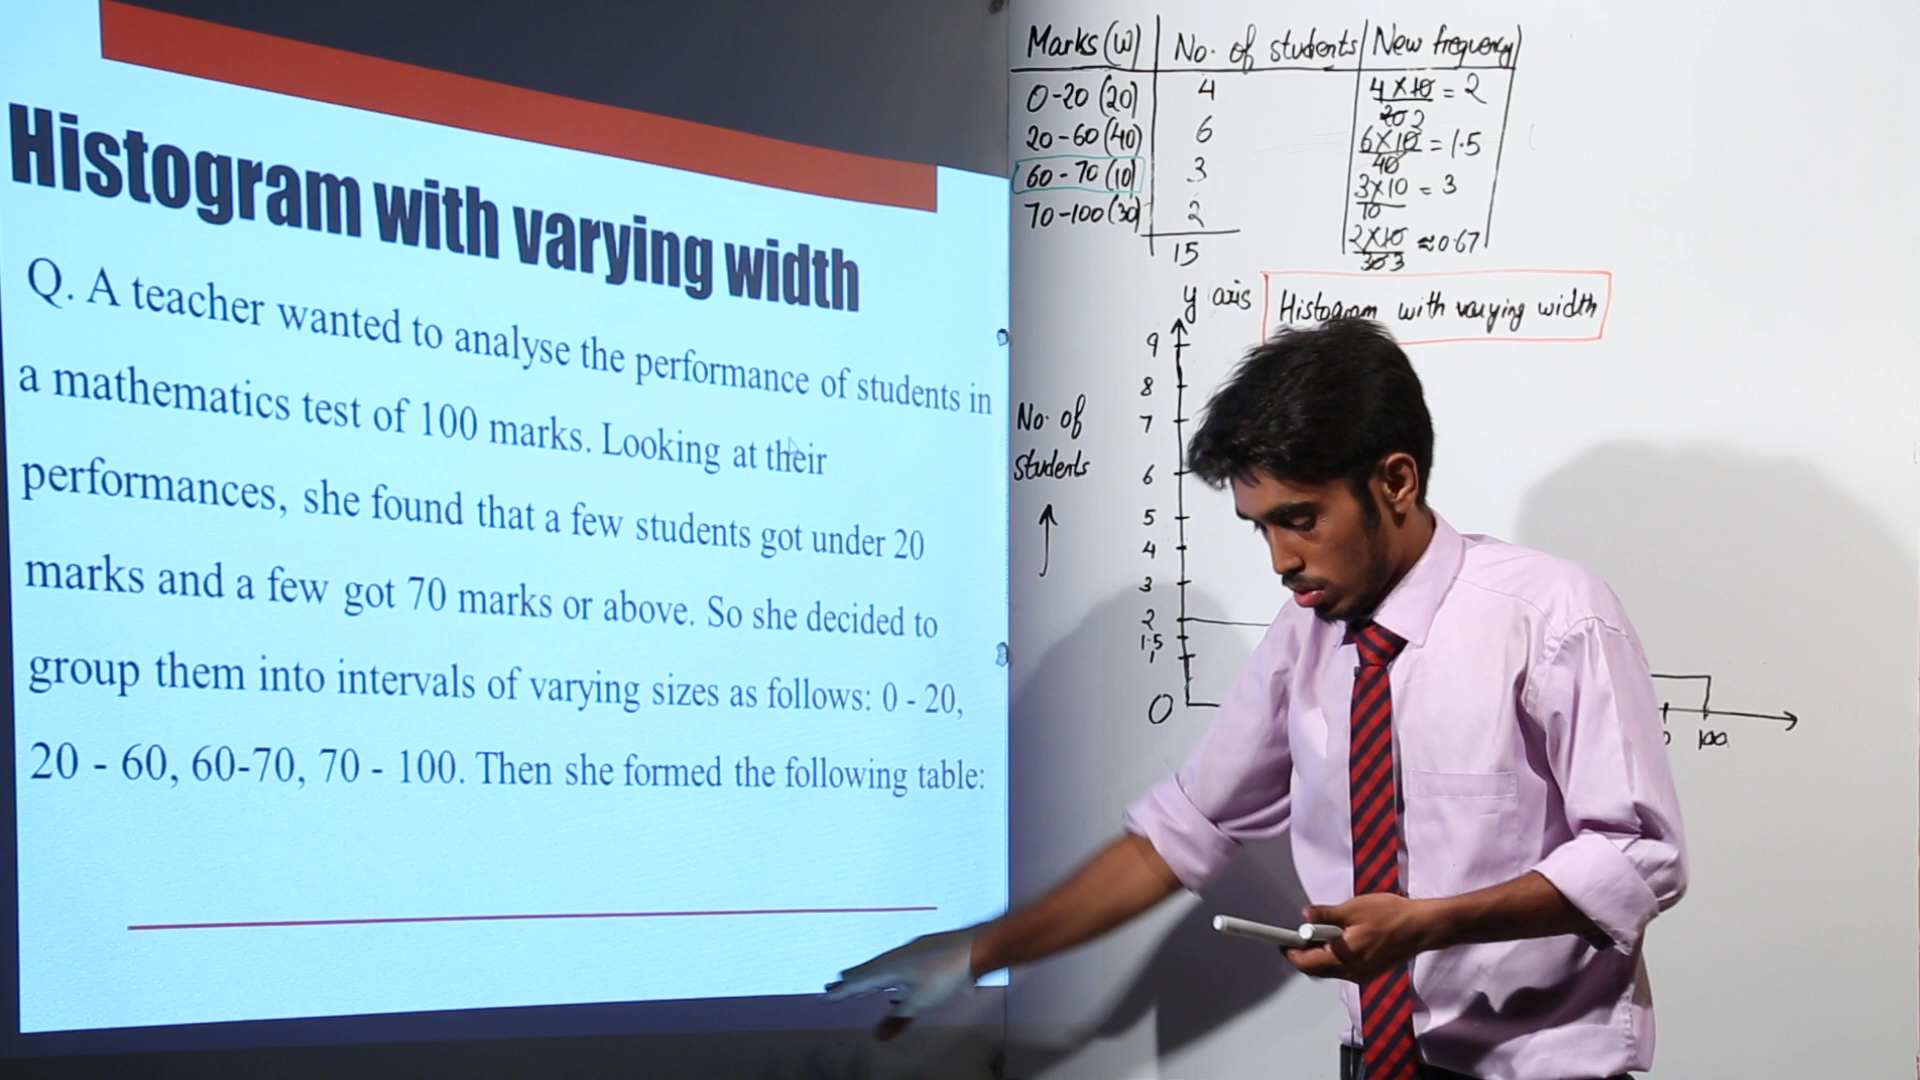 Histogram with varying width
Q. A teacher wanted to analyse the performance of students in
a mathematics test of 100 marks. Looking at their
performances, she found that a few students got under 20
marks and a few got 70 marks or above. So she decided to
group them into intervals of varying sizes as follows: 0 - 20,
20 - 60, 60-70, 70 - 100. Then she formed the following table:
Marks (w) No. of students New frequency
0-20 (20) 4 4×10/20 2 = 2
20-60 (40) 6 6×10/40 = 1.5
60-70 (10) 3 3×10/10 = 3
70-100 (30) 2 2×10/30 3 ≈ 0.67
15
y axis
Histogram with varying width
No. of
Students
9
8
7
6
5
4
3
2
1.5
1
0
100